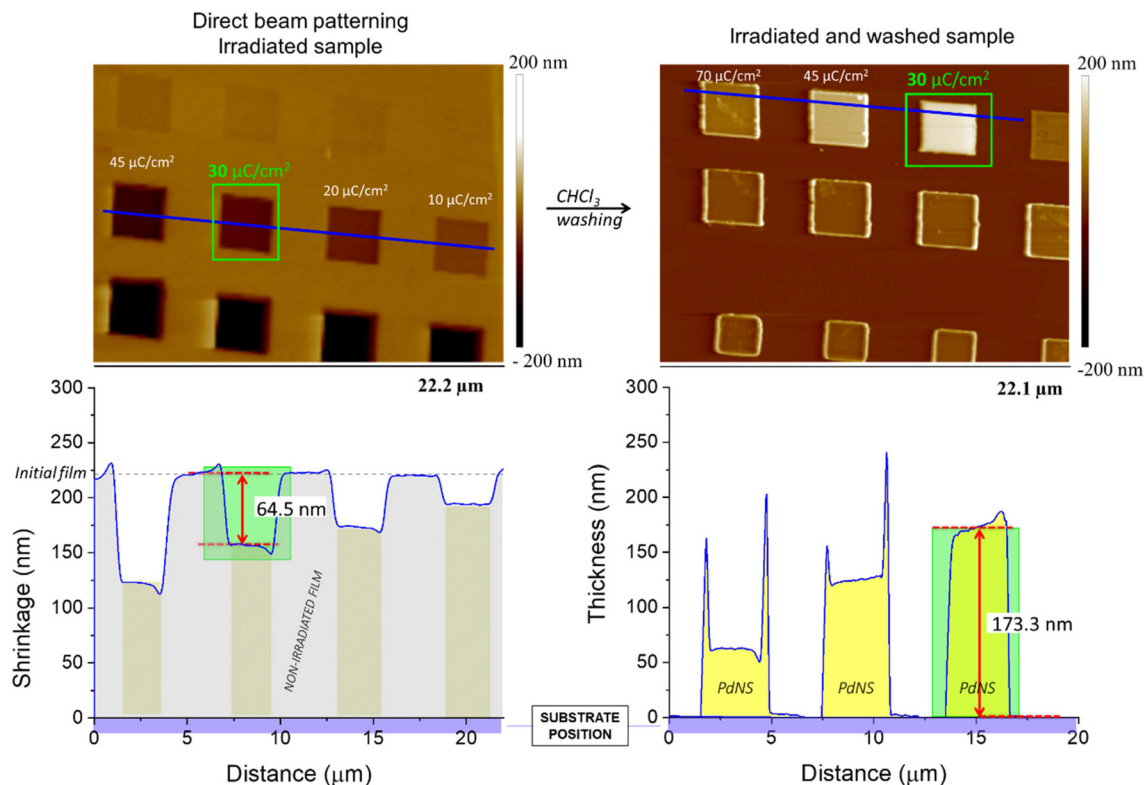 Direct beam patterning
Irradiated sample
200 nm
45 µC/cm²
30 µC/cm²
20 µC/cm²
10 µC/cm²
- 200 nm
22.2 µm
CHCl₃
washing
Irradiated and washed sample
200 nm
70 µC/cm²
45 µC/cm²
30 µC/cm²
-200 nm
22.1 µm
Shrinkage (nm)
300
250
200
150
100
50
0
Initial film
64.5 nm
NON-IRRADIATED FILM
0
5
10
15
20
Distance (µm)
SUBSTRATE
POSITION
Thickness (nm)
300
250
200
150
100
50
0
173.3 nm
PdNS
PdNS
PdNS
0
5
10
15
20
Distance (µm)